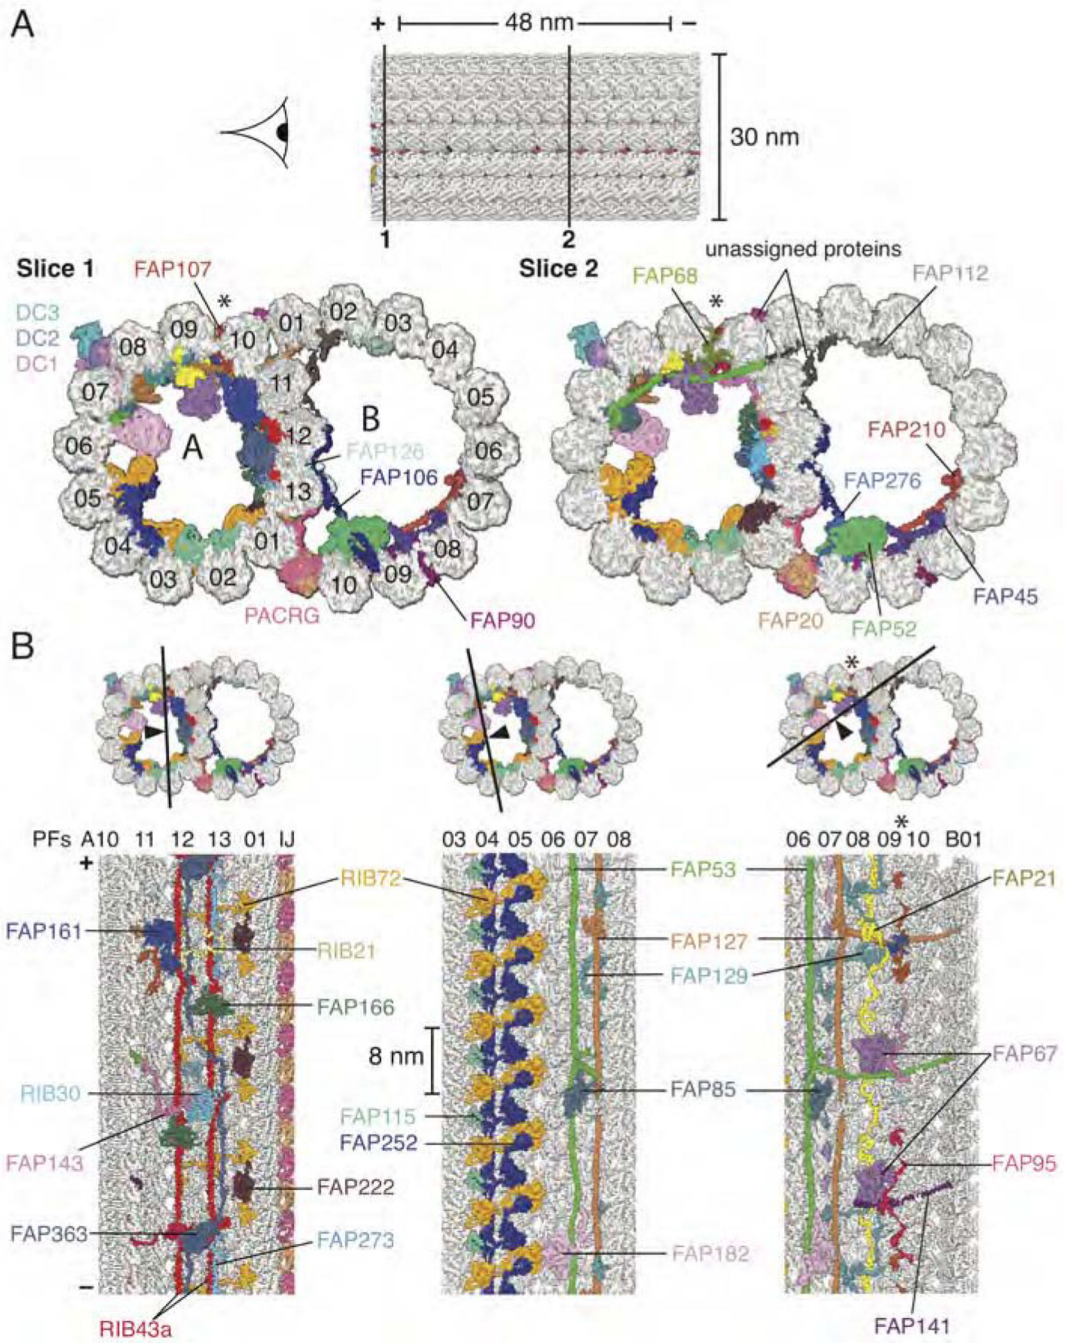 A
+ 48 nm −
30 nm
1 2
Slice 1 FAP107 Slice 2 FAP68 unassigned proteins FAP112
* *
DC3
DC2
DC1
09 10 01 02 03
08 04
07 11 05
06 12 06
05 13 07
04 01 08
03 02 10 09
A B
FAP126
FAP106
PACRG
FAP90
FAP210
FAP276
FAP45
FAP20
FAP52
B
*
PFs A10 11 12 13 01 IJ
03 04 05 06 07 08
*
06 07 08 09 10 B01
+
RIB72
FAP53
FAP21
FAP161
RIB21
FAP127
FAP129
FAP166
8 nm
FAP67
RIB30
FAP85
FAP115
FAP252
FAP143
FAP95
FAP222
FAP363
FAP273
FAP182
−
RIB43a
FAP141